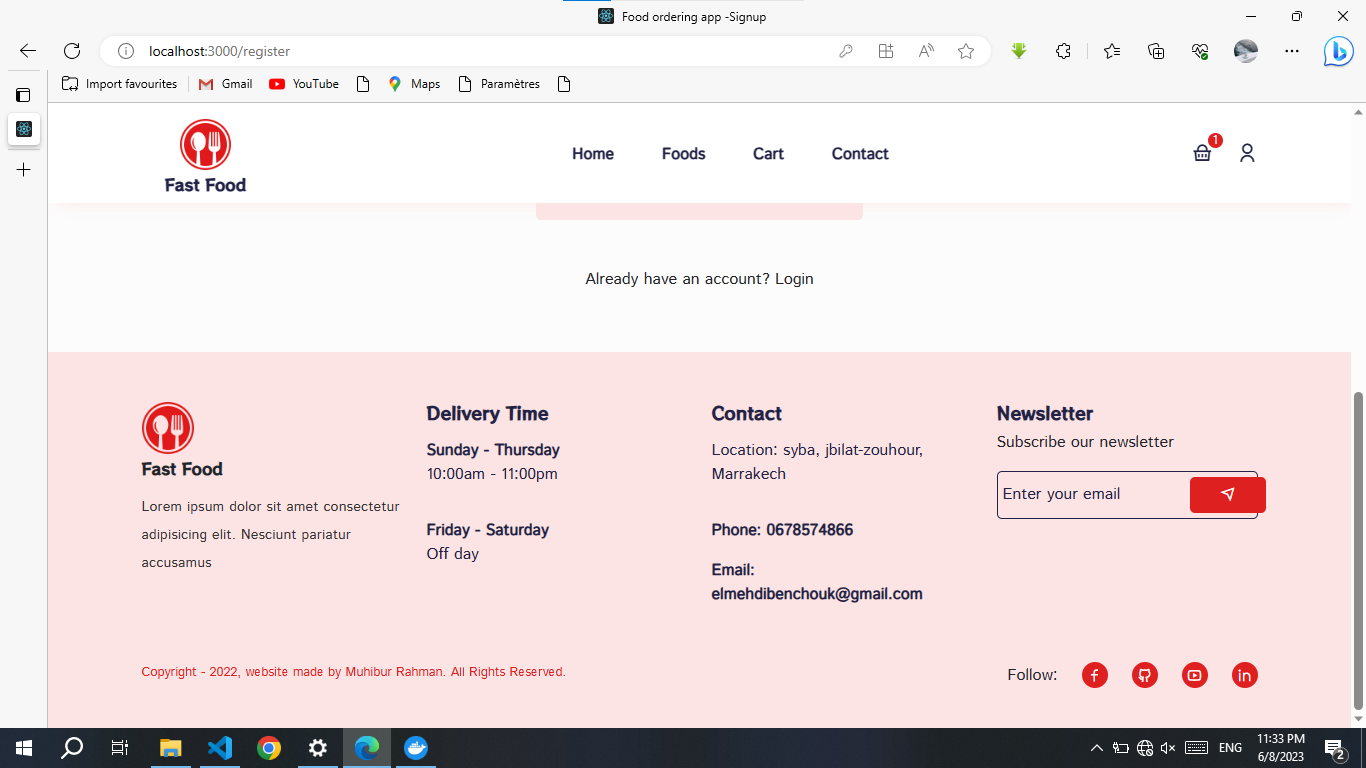 Food ordering app -Signup
localhost:3000/register
Import favourites
Gmail
YouTube
Maps
Paramètres
Fast Food
Home
Foods
Cart
Contact
1
Already have an account? Login
Fast Food
Lorem ipsum dolor sit amet consectetur
adipisicing elit. Nesciunt pariatur
accusamus
Delivery Time
Sunday - Thursday
10:00am - 11:00pm
Friday - Saturday
Off day
Contact
Location: syba, jbilat-zouhour,
Marrakech
Phone: 0678574866
Email:
elmehdibenchouk@gmail.com
Newsletter
Subscribe our newsletter
Enter your email
Copyright - 2022, website made by Muhibur Rahman. All Rights Reserved.
Follow:
ENG
11:33 PM
6/8/2023
2